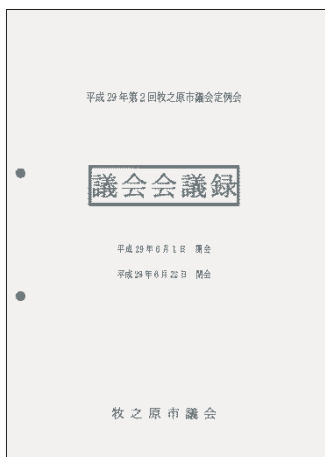 平成29年第2回牧之原市議会定例会
議会会議録
平成29年6月1日 開会
平成29年6月22日 閉会
牧之原市議会